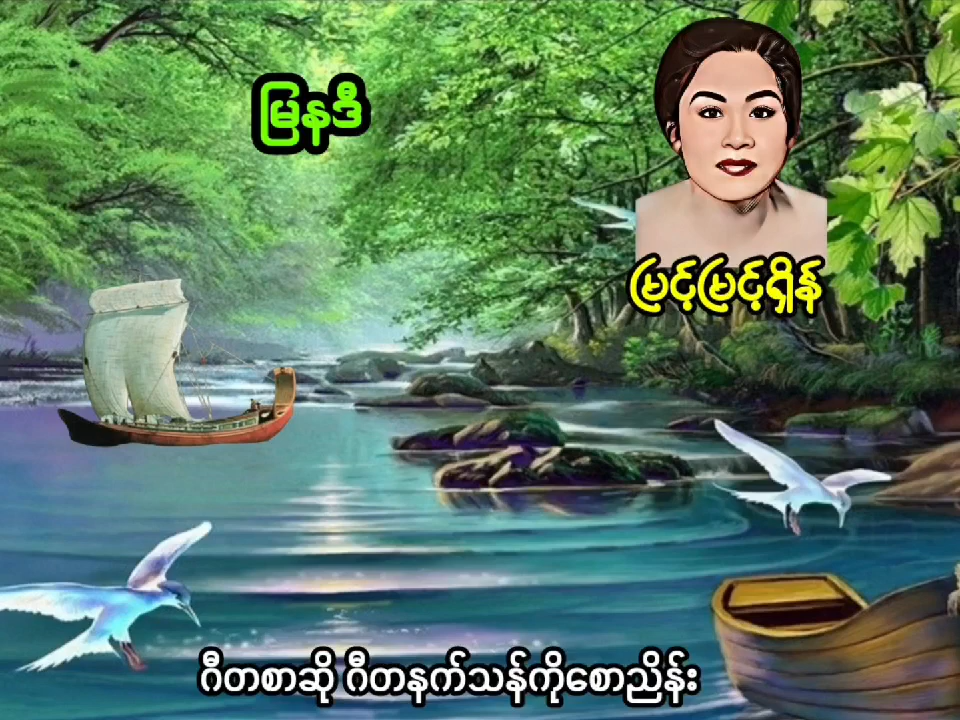 မြနဒီ
မြင့်မြင့်ရှိန်
ဂီတစာဆို ဂီတနက်သန်ကိုစောညိန်း